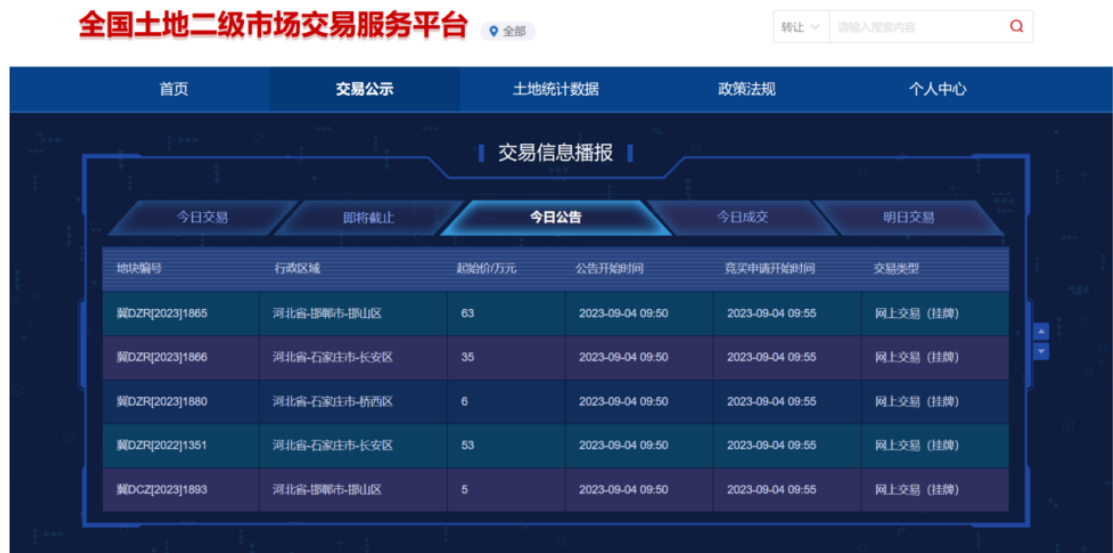 全国土地二级市场交易服务平台 全部 转让 请输入搜索内容
首页 交易公示 土地统计数据 政策法规 个人中心
交易信息播报
今日交易 即将截止 今日公告 今日成交 明日交易
地块编号 行政区域 起始价/万元 公告开始时间 竞买申请开始时间 交易类型
冀DZR[2023]1865 河北省-邯郸市-邯山区 63 2023-09-04 09:50 2023-09-04 09:55 网上交易（挂牌）
冀DZR[2023]1866 河北省-石家庄市-长安区 35 2023-09-04 09:50 2023-09-04 09:55 网上交易（挂牌）
冀DZR[2023]1880 河北省-石家庄市-桥西区 6 2023-09-04 09:50 2023-09-04 09:55 网上交易（挂牌）
冀DZR[2022]1351 河北省-石家庄市-长安区 53 2023-09-04 09:50 2023-09-04 09:55 网上交易（挂牌）
冀DCZ[2023]1893 河北省-邯郸市-邯山区 5 2023-09-04 09:50 2023-09-04 09:55 网上交易（挂牌）